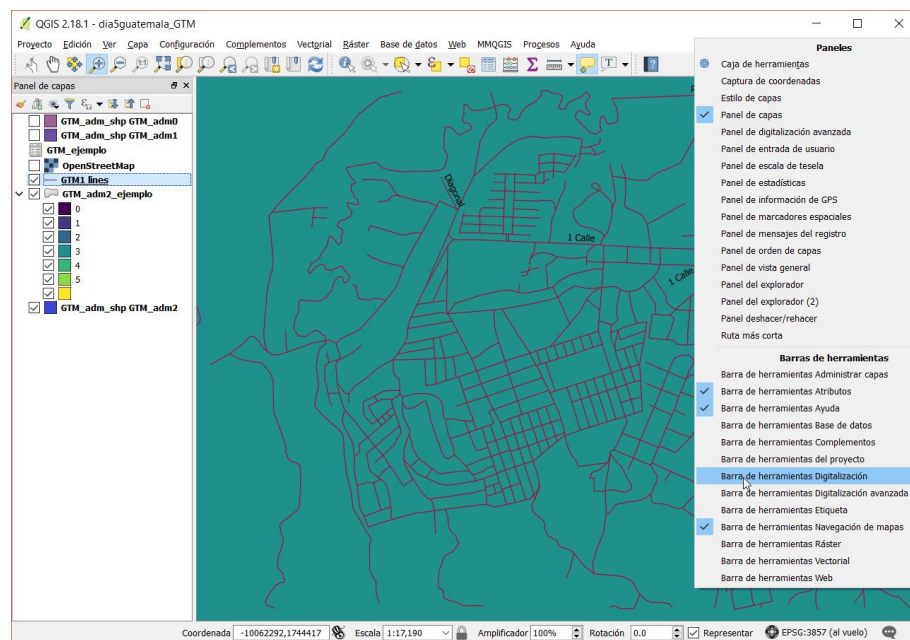 QGIS 2.18.1 - dia5guatemala_GTM
Proyecto Edición Ver Capa Configuración Complementos Vectorial Ráster Base de datos Web MMQGIS Procesos Ayuda
Panel de capas
GTM_adm_shp GTM_adm0
GTM_adm_shp GTM_adm1
GTM_ejemplo
OpenStreetMap
GTM1 lines
GTM_adm2_ejemplo
0
1
2
3
4
5
GTM_adm_shp GTM_adm2
Diagonal
1 Calle
1 Calle
Paneles
Caja de herramientas
Captura de coordenadas
Estilo de capas
Panel de capas
Panel de digitalización avanzada
Panel de entrada de usuario
Panel de escala de tesela
Panel de estadísticas
Panel de información de GPS
Panel de marcadores espaciales
Panel de mensajes del registro
Panel de orden de capas
Panel de vista general
Panel del explorador
Panel del explorador (2)
Panel deshacer/rehacer
Ruta más corta
Barras de herramientas
Barra de herramientas Administrar capas
Barra de herramientas Atributos
Barra de herramientas Ayuda
Barra de herramientas Base de datos
Barra de herramientas Complementos
Barra de herramientas del proyecto
Barra de herramientas Digitalización
Barra de herramientas Digitalización avanzada
Barra de herramientas Etiqueta
Barra de herramientas Navegación de mapas
Barra de herramientas Ráster
Barra de herramientas Vectorial
Barra de herramientas Web
Coordenada -10062292,1744417 Escala 1:17,190 Amplificador 100% Rotación 0.0 Representar EPSG:3857 (al vuelo)